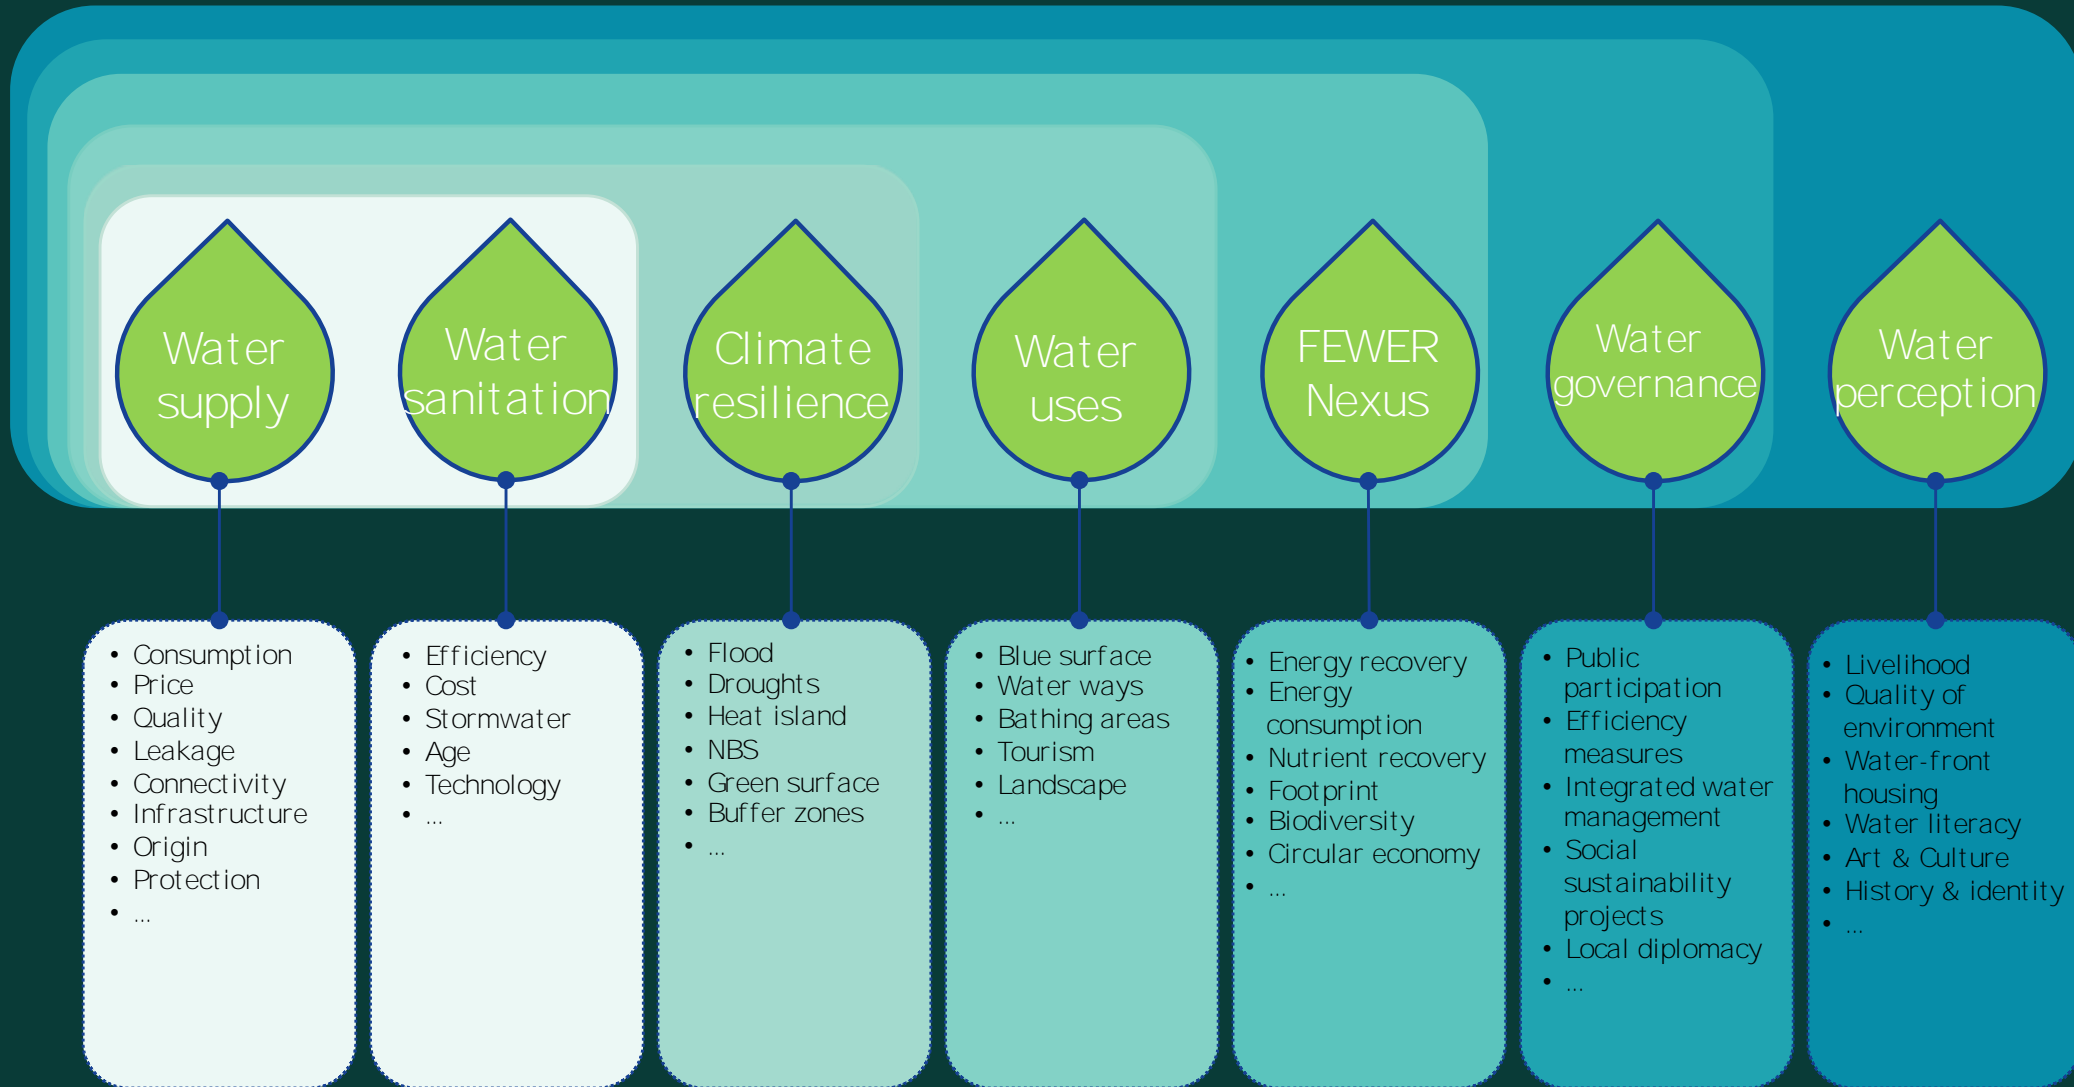 Water
supply
Water
sanitation
Climate
resilience
Water
uses
FEWER
Nexus
Water
governance
Water
perception
• Consumption
• Price
• Quality
• Leakage
• Connectivity
• Infrastructure
• Origin
• Protection
• ...
• Efficiency
• Cost
• Stormwater
• Age
• Technology
• ...
• Flood
• Droughts
• Heat island
• NBS
• Green surface
• Buffer zones
• ...
• Blue surface
• Water ways
• Bathing areas
• Tourism
• Landscape
• ...
• Energy recovery
• Energy
consumption
• Nutrient recovery
• Footprint
• Biodiversity
• Circular economy
• ...
• Public
participation
• Efficiency
measures
• Integrated water
management
• Social
sustainability
projects
• Local diplomacy
• ...
• Livelihood
• Quality of
environment
• Water-front
housing
• Water literacy
• Art & Culture
• History & identity
• ...